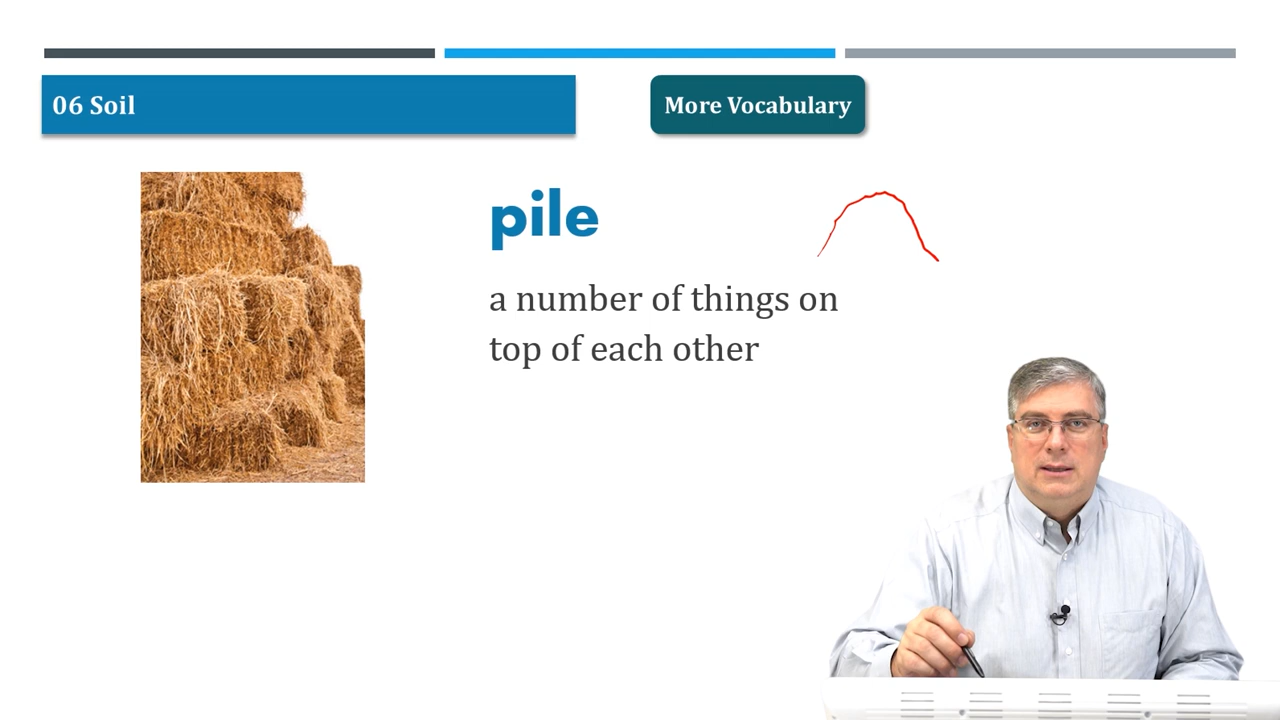 06 Soil
More Vocabulary
pile
a number of things on
top of each other